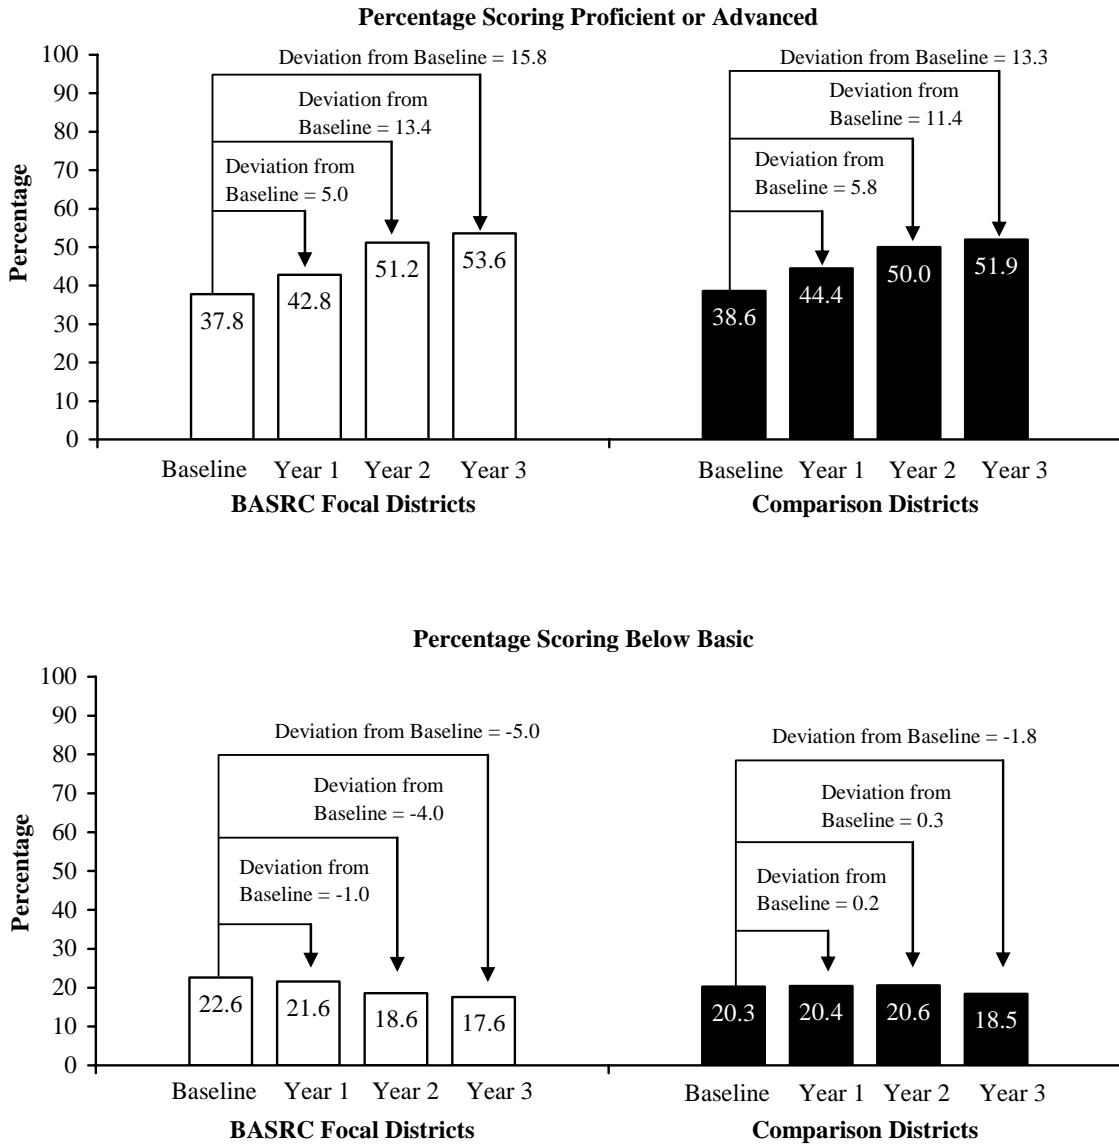 Percentage Scoring Proficient or Advanced
Deviation from Baseline = 15.8
Deviation from
Baseline = 13.4
Deviation from
Baseline = 5.0
Deviation from Baseline = 13.3
Deviation from
Baseline = 11.4
Deviation from
Baseline = 5.8
Percentage
100
90
80
70
60
50
40
30
20
10
0
37.8
42.8
51.2
53.6
38.6
44.4
50.0
51.9
Baseline
Year 1
Year 2
Year 3
BASRC Focal Districts
Baseline
Year 1
Year 2
Year 3
Comparison Districts
Percentage Scoring Below Basic
Deviation from Baseline = -5.0
Deviation from
Baseline = -4.0
Deviation from
Baseline = -1.0
Deviation from Baseline = -1.8
Deviation from
Baseline = 0.3
Deviation from
Baseline = 0.2
Percentage
100
90
80
70
60
50
40
30
20
10
0
22.6
21.6
18.6
17.6
20.3
20.4
20.6
18.5
Baseline
Year 1
Year 2
Year 3
BASRC Focal Districts
Baseline
Year 1
Year 2
Year 3
Comparison Districts